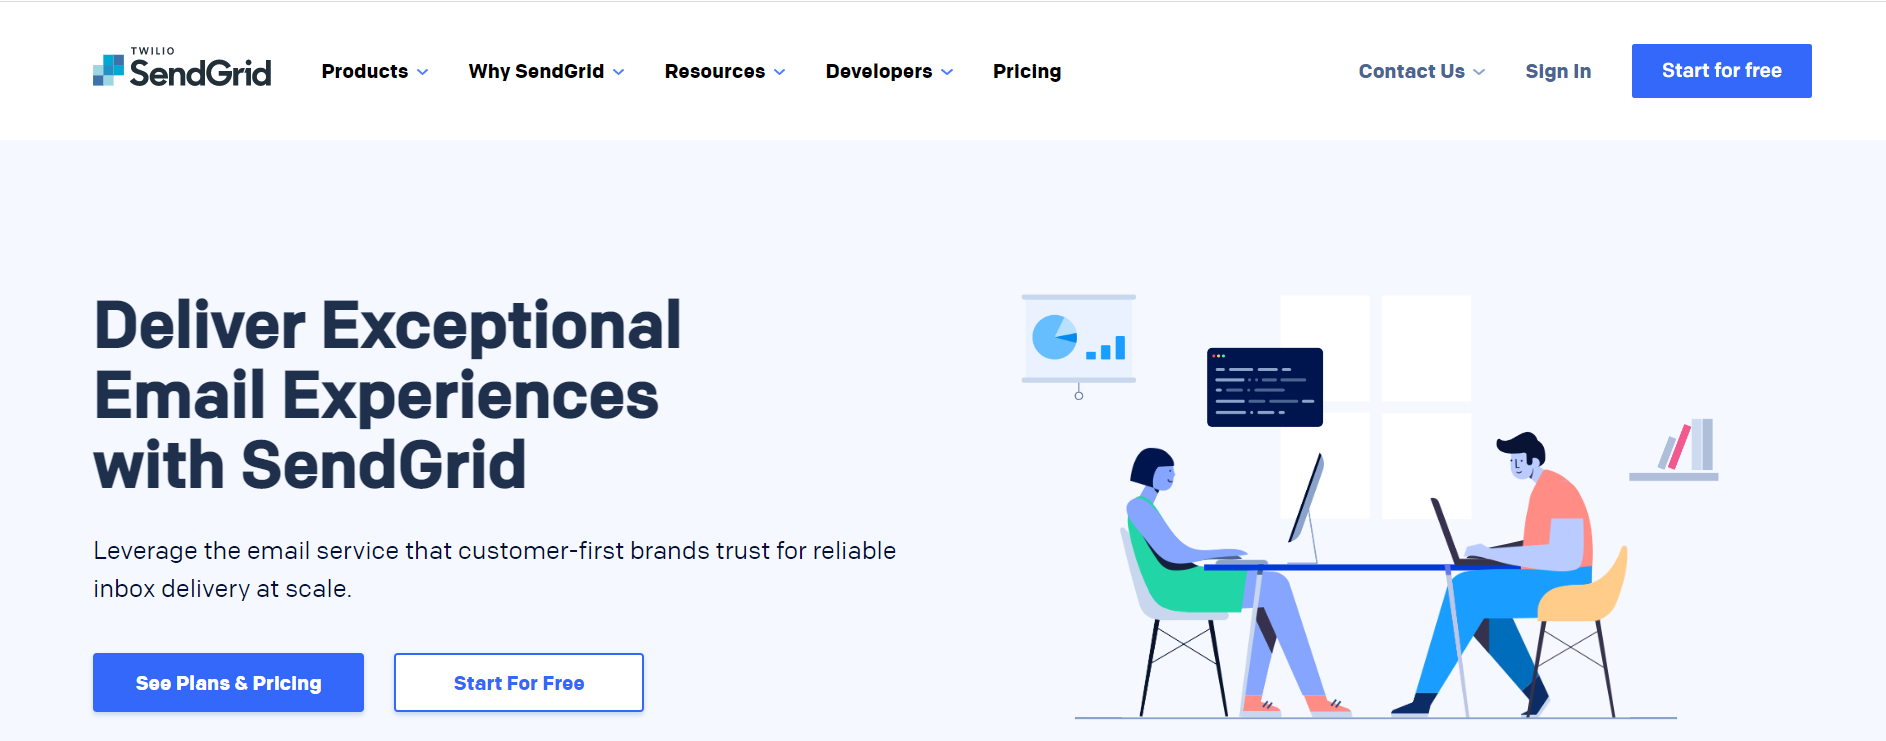 TWILIO
SendGrid
Products
Why SendGrid
Resources
Developers
Pricing
Contact Us
Sign In
Start for free
Deliver Exceptional
Email Experiences
with SendGrid
Leverage the email service that customer-first brands trust for reliable
inbox delivery at scale.
See Plans & Pricing
Start For Free